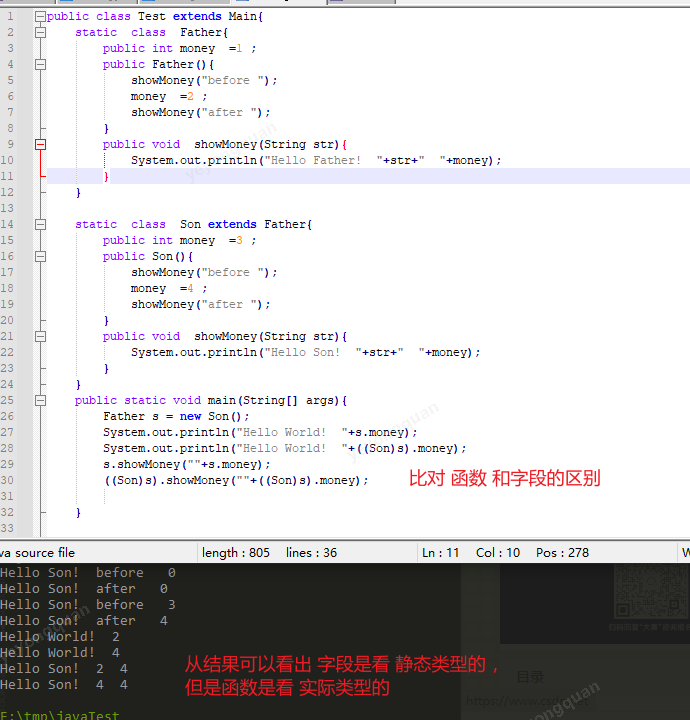 1 public class Test extends Main{
2 static  class  Father{
3 public int money  =1 ;
4 public Father(){
5 showMoney("before ");
6 money  =2 ;
7 showMoney("after ");
8 }
9 public void  showMoney(String str){
10 System.out.println("Hello Father!  "+str+"  "+money);
11 }
12 }
13
14 static  class  Son extends Father{
15 public int money  =3 ;
16 public Son(){
17 showMoney("before ");
18 money  =4 ;
19 showMoney("after ");
20 }
21 public void  showMoney(String str){
22 System.out.println("Hello Son!  "+str+"  "+money);
23 }
24 }
25 public static void main(String[] args){
26 Father s = new Son();
27 System.out.println("Hello World!  "+s.money);
28 System.out.println("Hello World!  "+((Son)s).money);
29 s.showMoney(""+s.money);
30 ((Son)s).showMoney(""+((Son)s).money);
比对 函数 和字段的区别
31
32 }
33
va source file length : 805 lines : 36 Ln : 11 Col : 10 Pos : 278 W
Hello Son!  before   0
Hello Son!  after   0
Hello Son!  before   3
Hello Son!  after   4
Hello World!  2
Hello World!  4
Hello Son!  2  4
Hello Son!  4  4
从结果可以看出 字段是看 静态类型的，
但是函数是看 实际类型的
目录
E:\tmp\javaTest